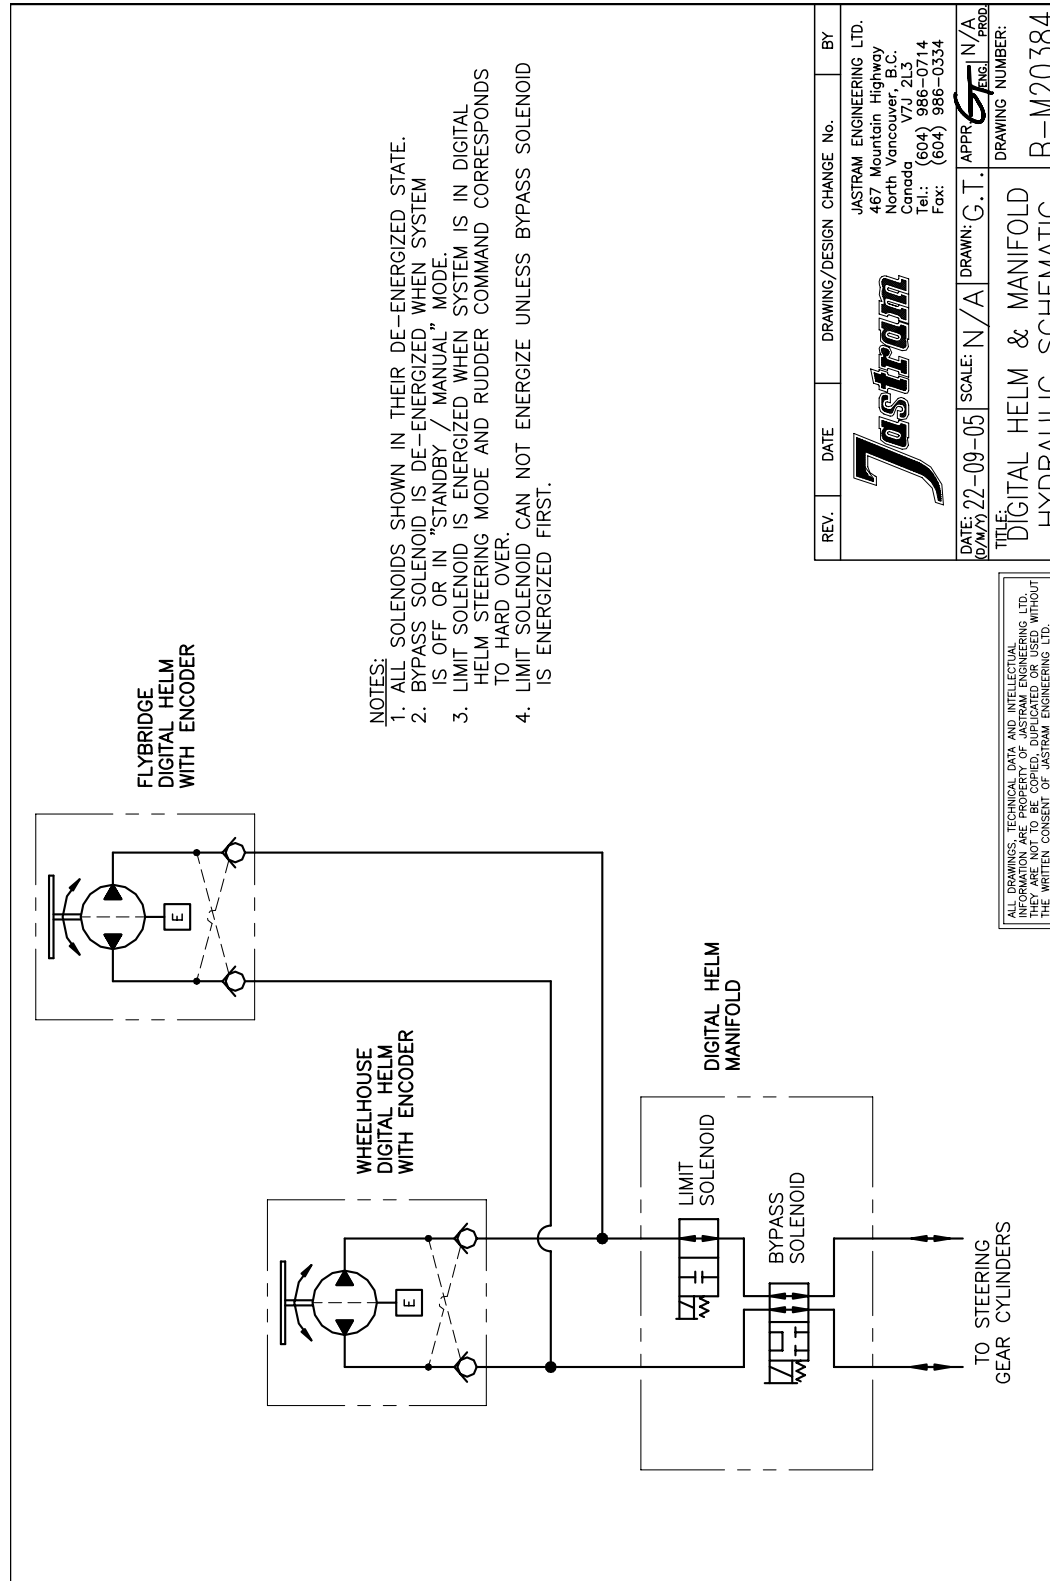 FLYBRIDGE
DIGITAL HELM
WITH ENCODER
E
WHEELHOUSE
DIGITAL HELM
WITH ENCODER
E
DIGITAL HELM
MANIFOLD
LIMIT
SOLENOID
BYPASS
SOLENOID
TO STEERING
GEAR CYLINDERS
NOTES:
1. ALL SOLENOIDS SHOWN IN THEIR DE-ENERGIZED STATE.
2. BYPASS SOLENOID IS DE-ENERGIZED WHEN SYSTEM
IS OFF OR IN "STANDBY / MANUAL" MODE.
3. LIMIT SOLENOID IS ENERGIZED WHEN SYSTEM IS IN DIGITAL
HELM STEERING MODE AND RUDDER COMMAND CORRESPONDS
TO HARD OVER.
4. LIMIT SOLENOID CAN NOT ENERGIZE UNLESS BYPASS SOLENOID
IS ENERGIZED FIRST.
REV. DATE DRAWING/DESIGN CHANGE No. BY
Jastram
JASTRAM ENGINEERING LTD.
467 Mountain Highway
North Vancouver, B.C.
Canada V7J 2L3
Tel.: (604) 986-0714
Fax: (604) 986-0334
DATE: (D/M/Y) 22-09-05 SCALE: N/A DRAWN: G.T. APPR. GT ENG. N/A PROD.
TITLE: DIGITAL HELM & MANIFOLD
HYDRAULIC SCHEMATIC
DRAWING NUMBER:
B-M20384
ALL DRAWINGS, TECHNICAL DATA AND INTELLECTUAL
INFORMATION ARE PROPERTY OF JASTRAM ENGINEERING LTD.
THEY ARE NOT TO BE COPIED, DUPLICATED OR USED WITHOUT
THE WRITTEN CONSENT OF JASTRAM ENGINEERING LTD.